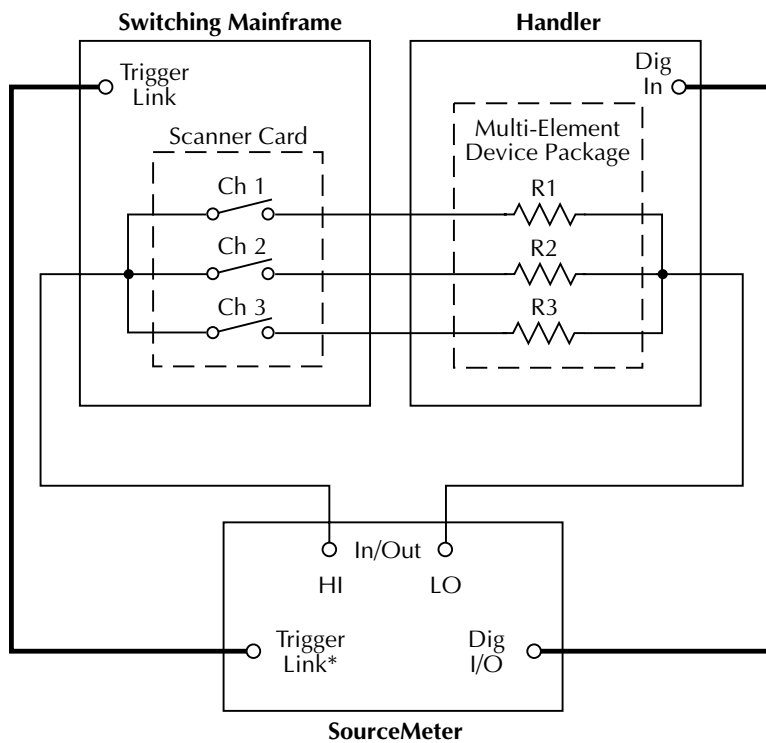 Switching Mainframe
Handler
Trigger
Link
Dig
In
Scanner Card
Multi-Element
Device Package
Ch 1
R1
Ch 2
R2
Ch 3
R3
In/Out
HI
LO
Trigger
Link*
Dig
I/O
SourceMeter